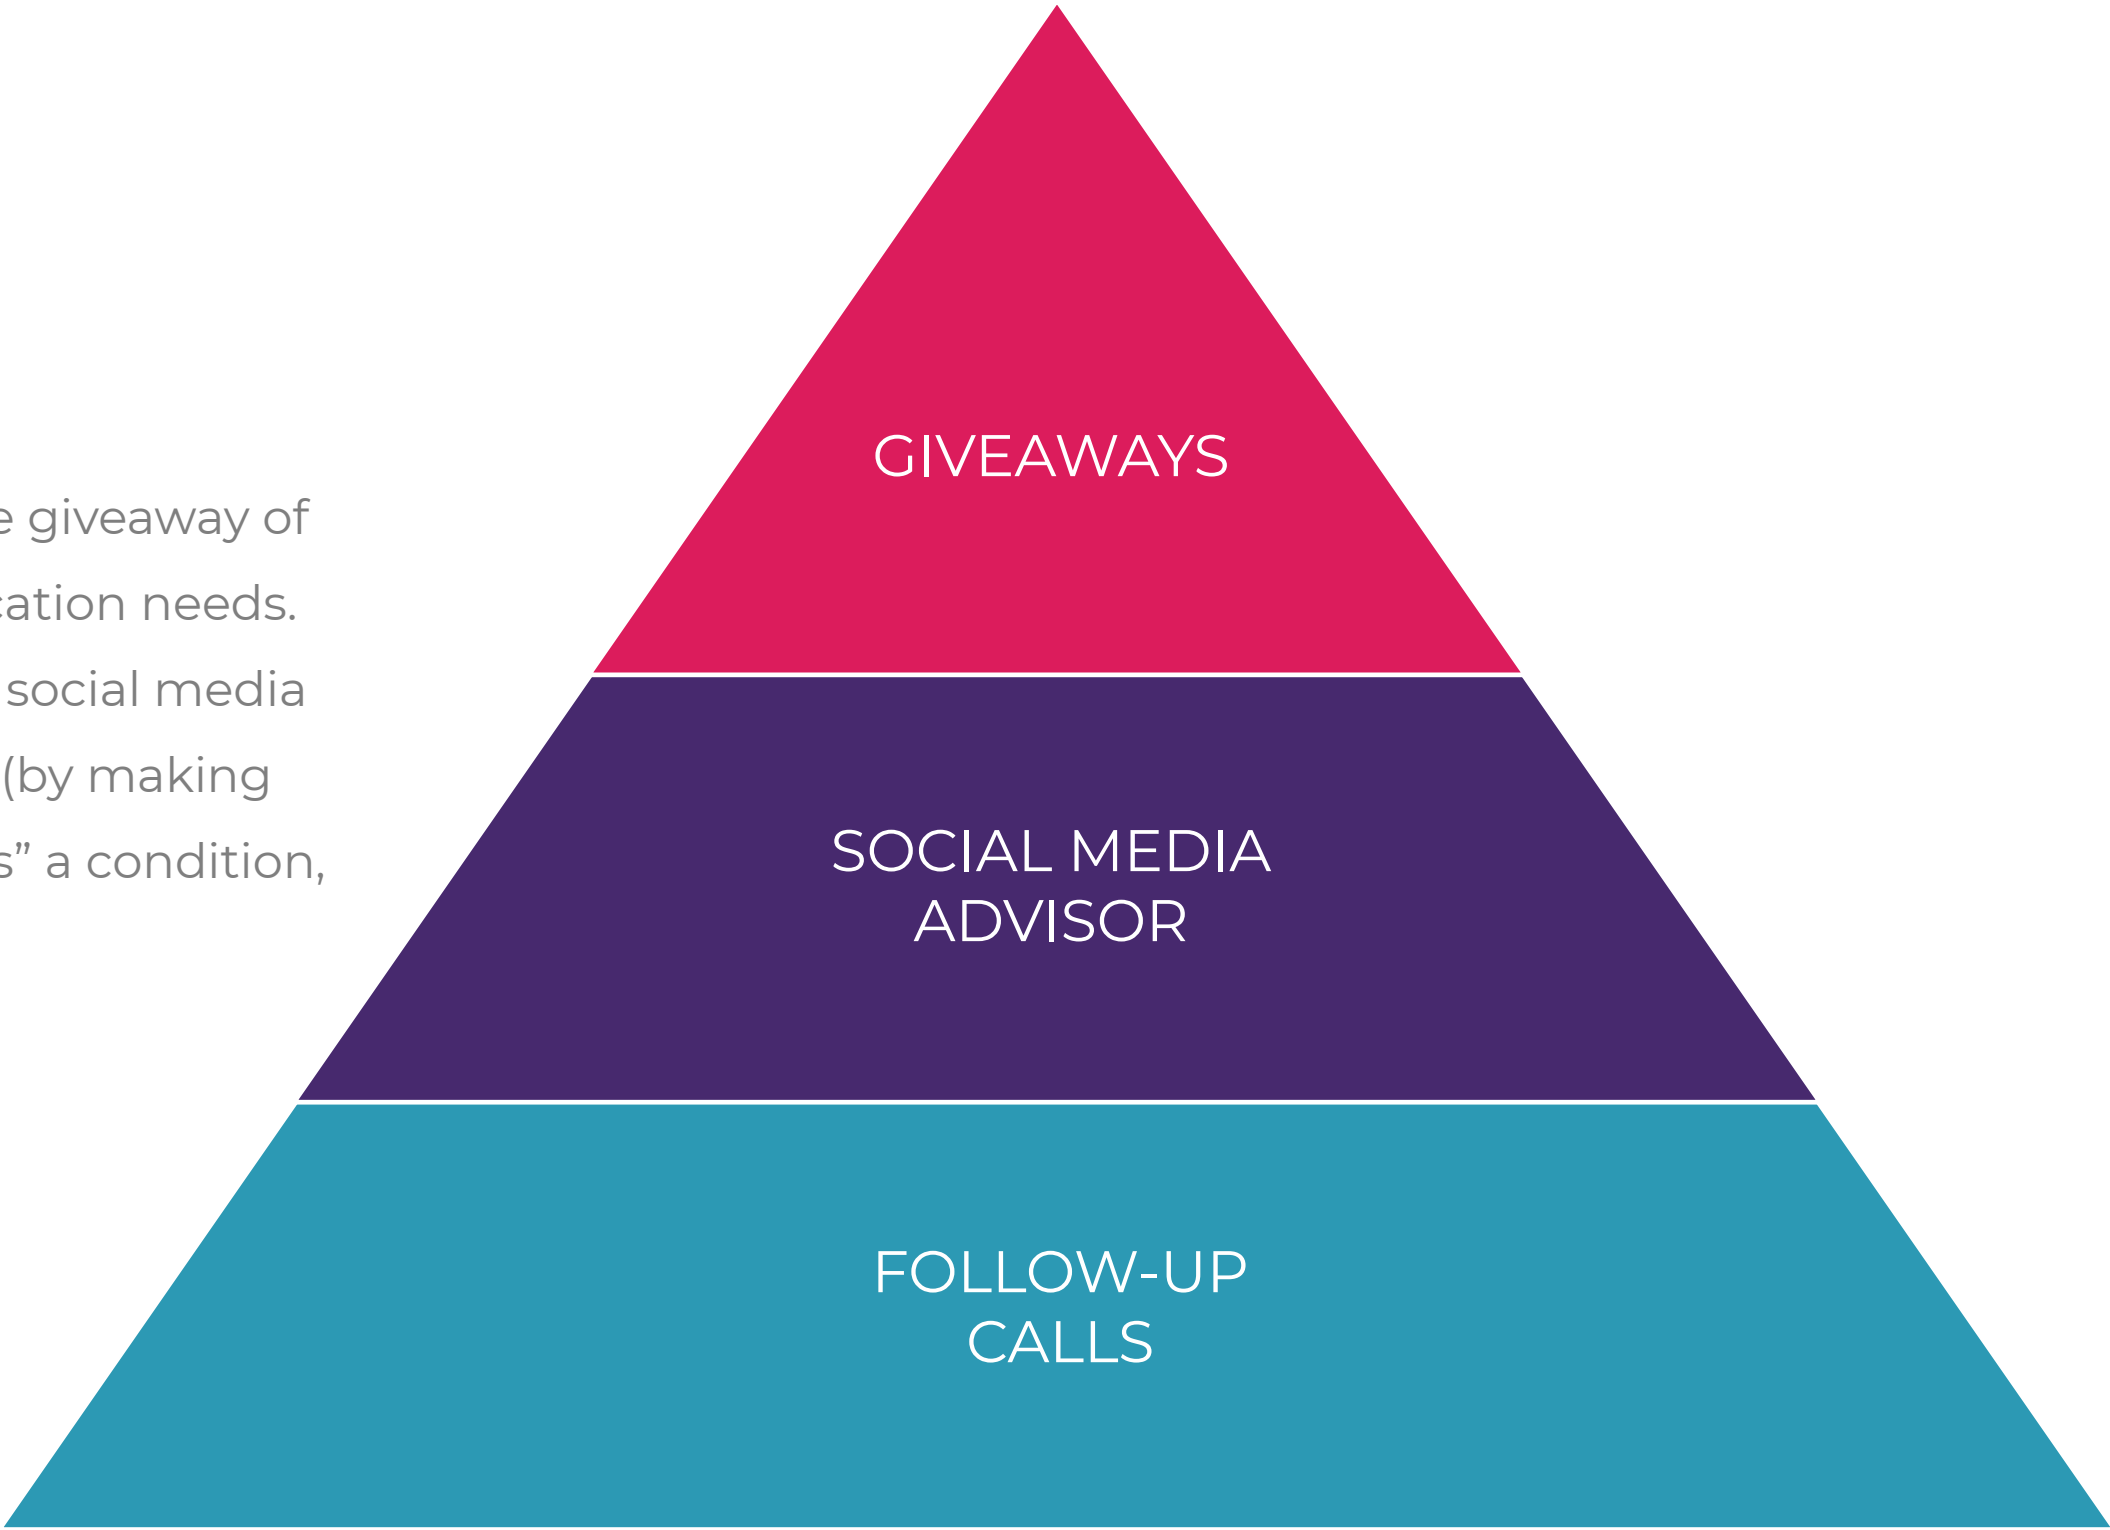 e giveaway of
cation needs.
social media
(by making
s” a condition,
GIVEAWAYS
SOCIAL MEDIA
ADVISOR
FOLLOW-UP
CALLS